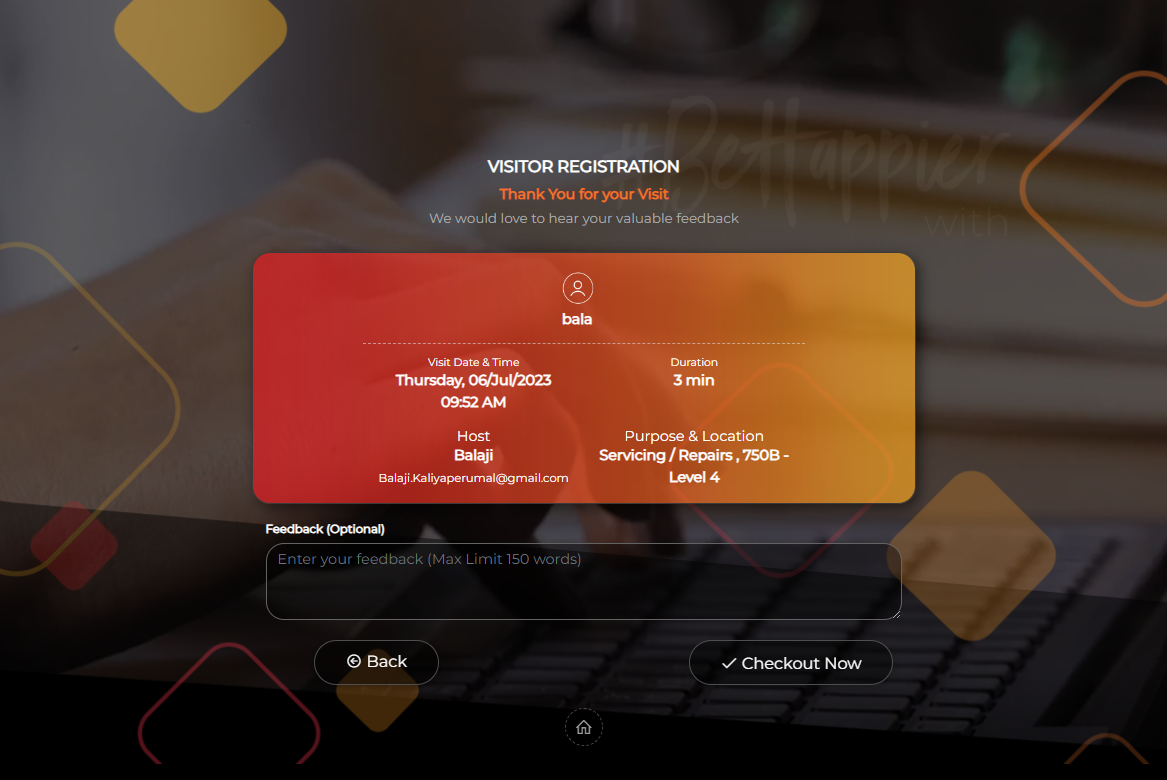 #BeHappier
with
VISITOR REGISTRATION
Thank You for your Visit
We would love to hear your valuable feedback
bala
Visit Date & Time
Thursday, 06/Jul/2023
09:52 AM
Duration
3 min
Host
Balaji
Balaji.Kaliyaperumal@gmail.com
Purpose & Location
Servicing / Repairs , 750B -
Level 4
Feedback (Optional)
Enter your feedback (Max Limit 150 words)
Back
Checkout Now